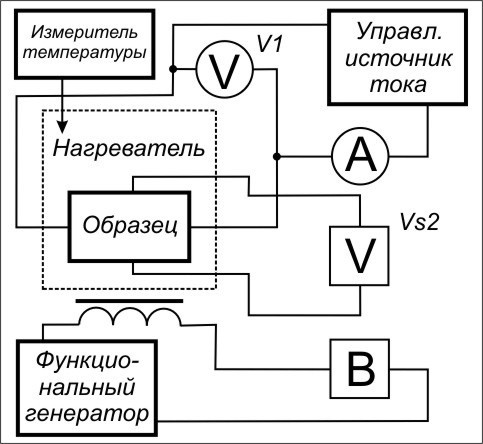 Измеритель
температуры
V1
V
Управл.
источник
тока
A
Нагреватель
Образец
Vs2
V
Функцио-
нальный
генератор
B